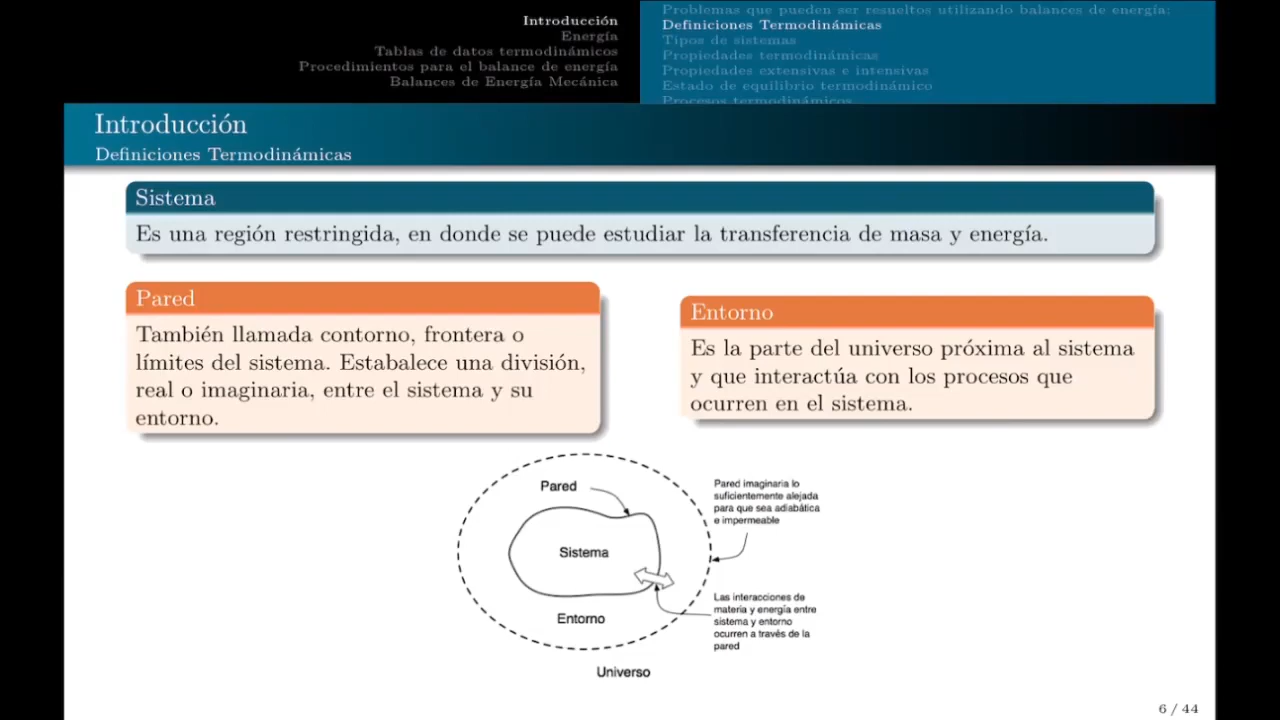 Introducción
Energía
Tablas de datos termodinámicos
Procedimientos para el balance de energía
Balances de Energía Mecánica
Problemas que pueden ser resueltos utilizando balances de energía:
Definiciones Termodinámicas
Tipos de sistemas
Propiedades termodinámicas
Propiedades extensivas e intensivas
Estado de equilibrio termodinámico
Procesos termodinámicos
Introducción
Definiciones Termodinámicas
Sistema
Es una región restringida, en donde se puede estudiar la transferencia de masa y energía.
Pared
También llamada contorno, frontera o
límites del sistema. Estabalece una división,
real o imaginaria, entre el sistema y su
entorno.
Entorno
Es la parte del universo próxima al sistema
y que interactúa con los procesos que
ocurren en el sistema.
Pared
Sistema
Entorno
Universo
Pared imaginaria lo
suficientemente alejada
para que sea adiabática
e impermeable
Las interacciones de
materia y energía entre
sistema y entorno
ocurren a través de la
pared
6 / 44